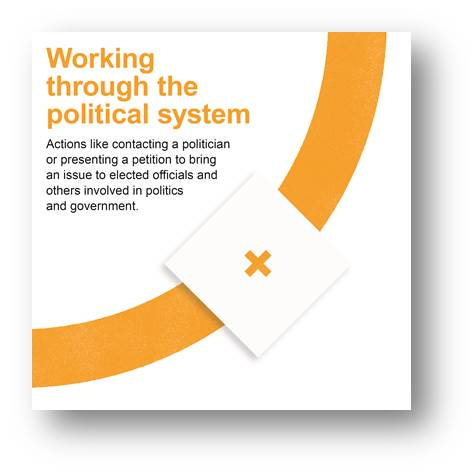 Working
through the
political system
Actions like contacting a politician
or presenting a petition to bring
an issue to elected officials and
others involved in politics
and government.